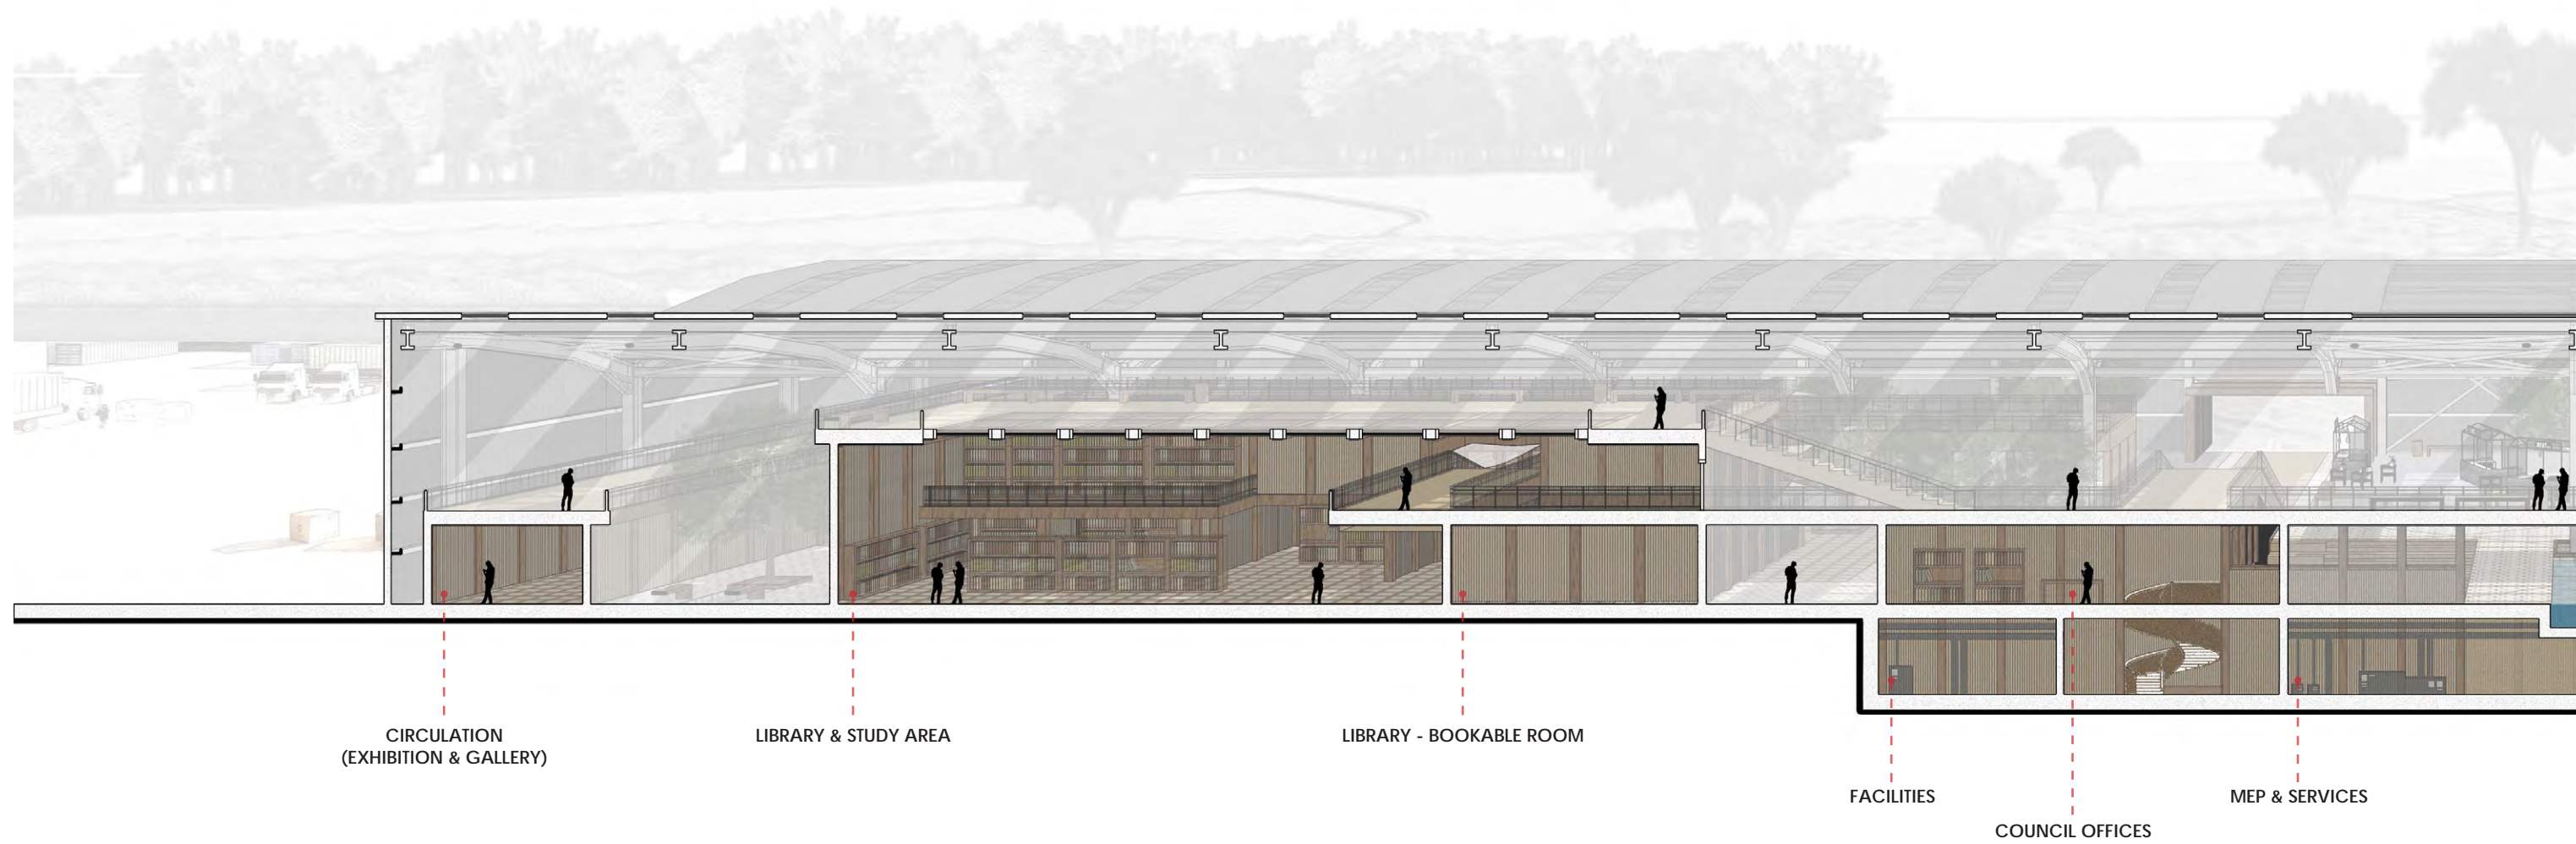 CIRCULATION
(EXHIBITION & GALLERY)
LIBRARY & STUDY AREA
LIBRARY - BOOKABLE ROOM
FACILITIES
COUNCIL OFFICES
MEP & SERVICES